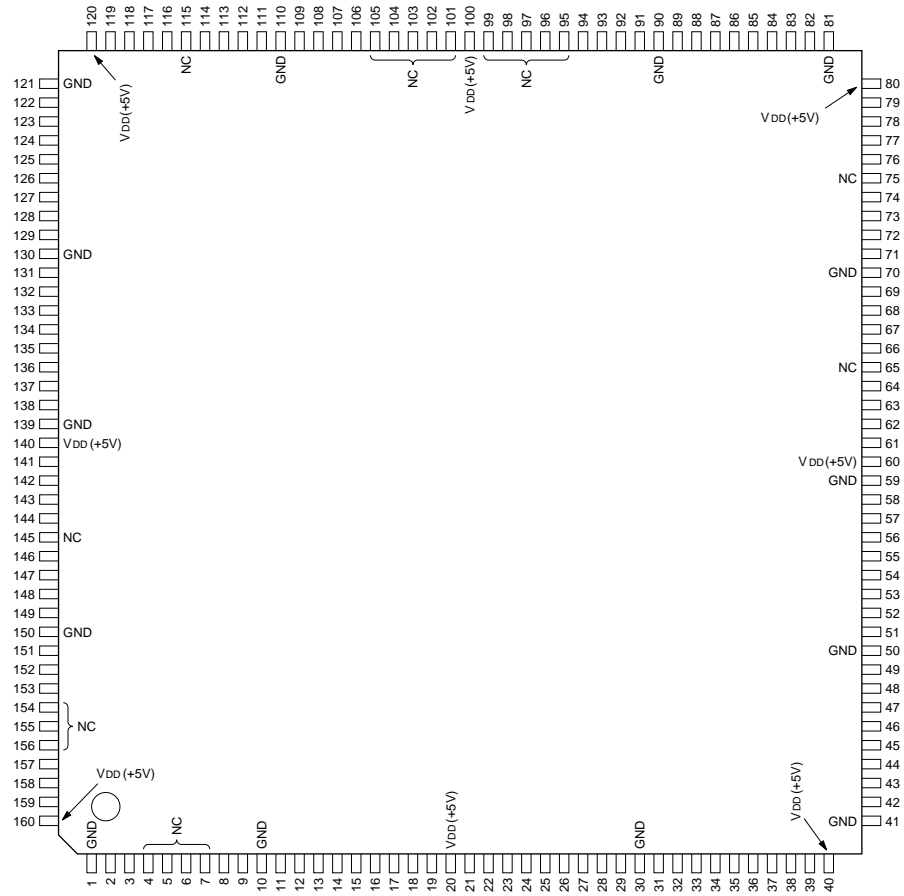 120 119 118 117 116 115 114 113 112 111 110 109 108 107 106 105 104 103 102 101 100 99 98 97 96 95 94 93 92 91 90 89 88 87 86 85 84 83 82 81
NC GND NC VDD (+5V) NC GND GND
121 GND 80
VDD (+5V) VDD (+5V)
122 79
123 78
124 77
125 76
126 NC 75
127 74
128 73
129 72
130 GND 71
131 GND 70
132 69
133 68
134 67
135 66
136 NC 65
137 64
138 63
139 GND 62
140 VDD (+5V) 61
141 VDD (+5V) 60
142 GND 59
143 58
144 57
145 NC 56
146 55
147 54
148 53
149 52
150 GND 51
151 GND 50
152 49
153 48
154 47
155 NC 46
156 45
157 44
VDD (+5V) VDD (+5V)
158 43
159 42
160 GND 41
GND NC GND VDD (+5V) GND
1 2 3 4 5 6 7 8 9 10 11 12 13 14 15 16 17 18 19 20 21 22 23 24 25 26 27 28 29 30 31 32 33 34 35 36 37 38 39 40